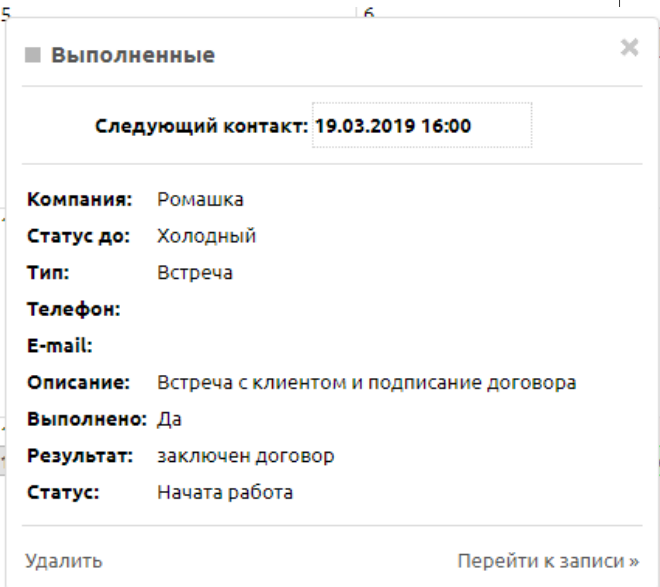 5
6
Выполненные
×
Следующий контакт: 19.03.2019 16:00
Компания: Ромашка
Статус до: Холодный
Тип: Встреча
Телефон:
E-mail:
Описание: Встреча с клиентом и подписание договора
Выполнено: Да
Результат: заключен договор
Статус: Начата работа
Удалить Перейти к записи »